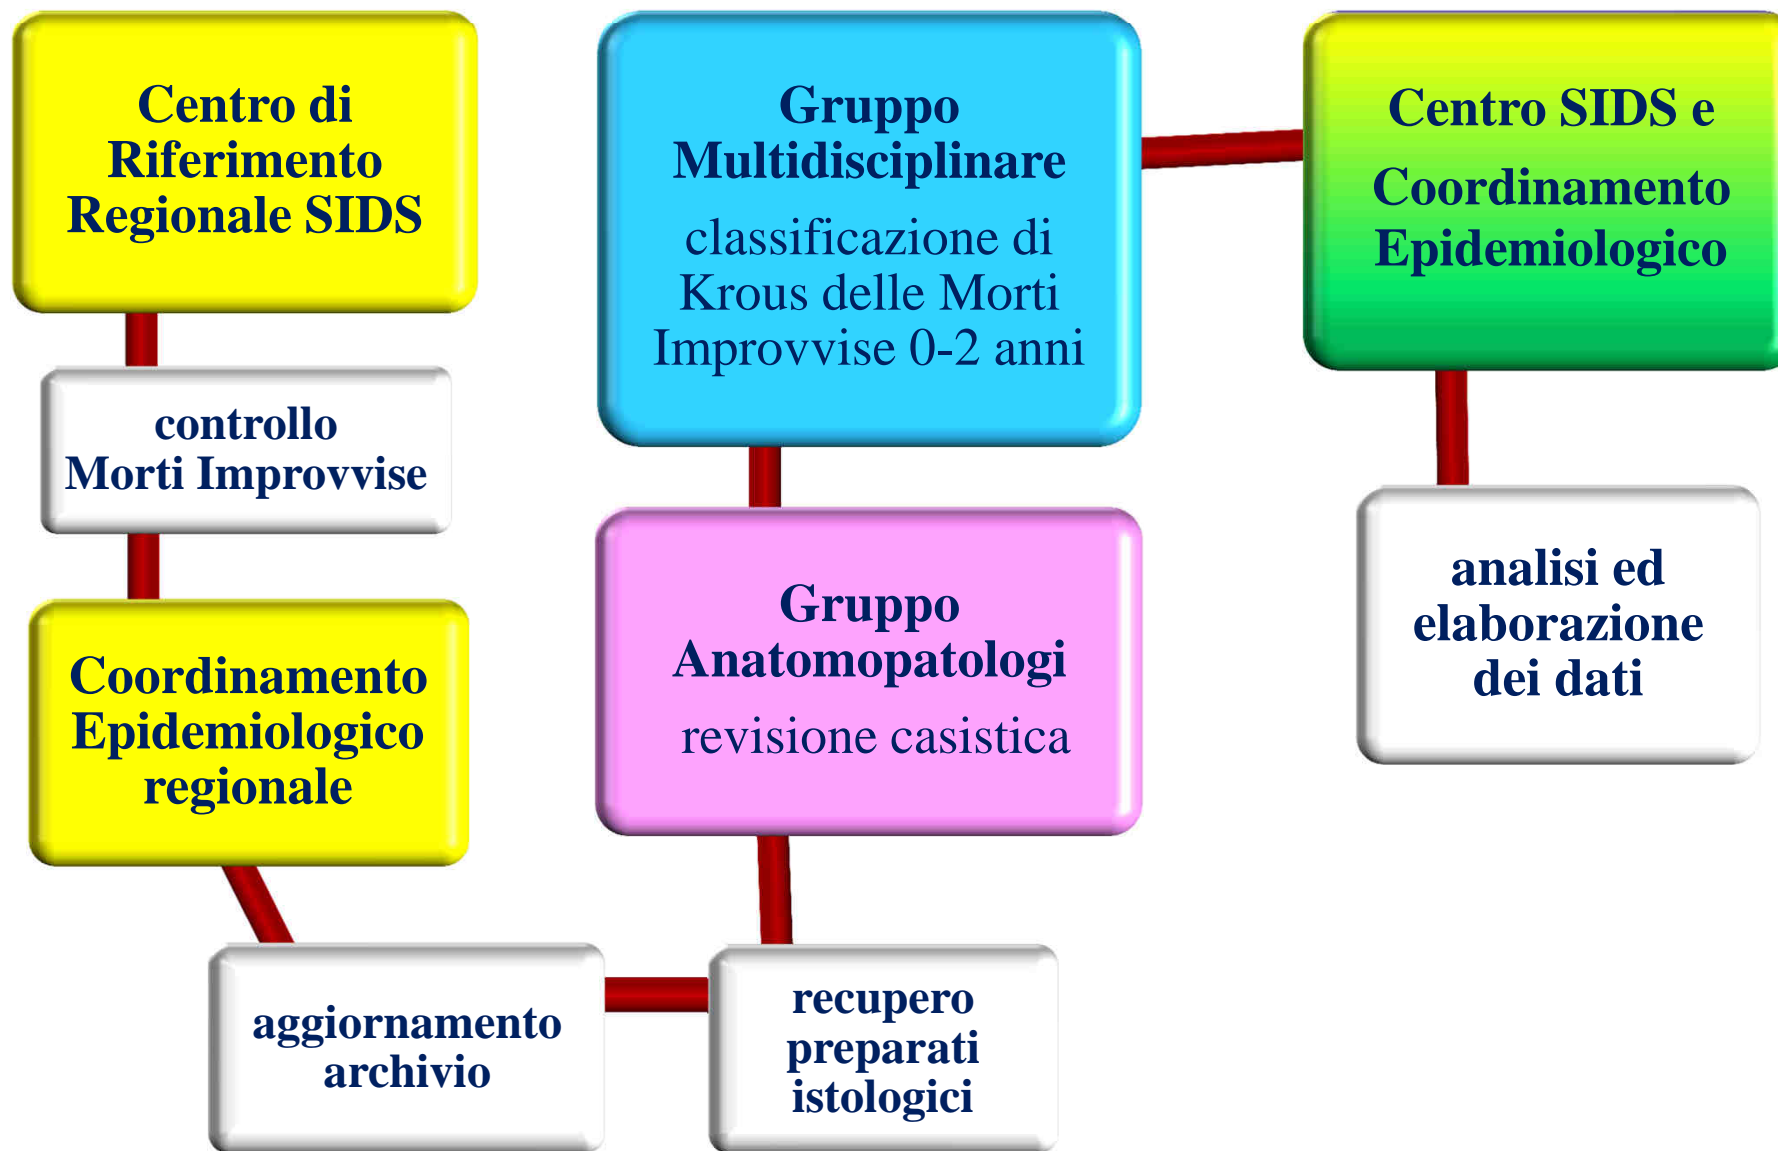 Centro di
Riferimento
Regionale SIDS
controllo
Morti Improvvise
Coordinamento
Epidemiologico
regionale
aggiornamento
archivio
recupero
preparati
istologici
Gruppo
Anatomopatologi
revisione casistica
Gruppo
Multidisciplinare
classificazione di
Krous delle Morti
Improvvise 0-2 anni
Centro SIDS e
Coordinamento
Epidemiologico
analisi ed
elaborazione
dei dati